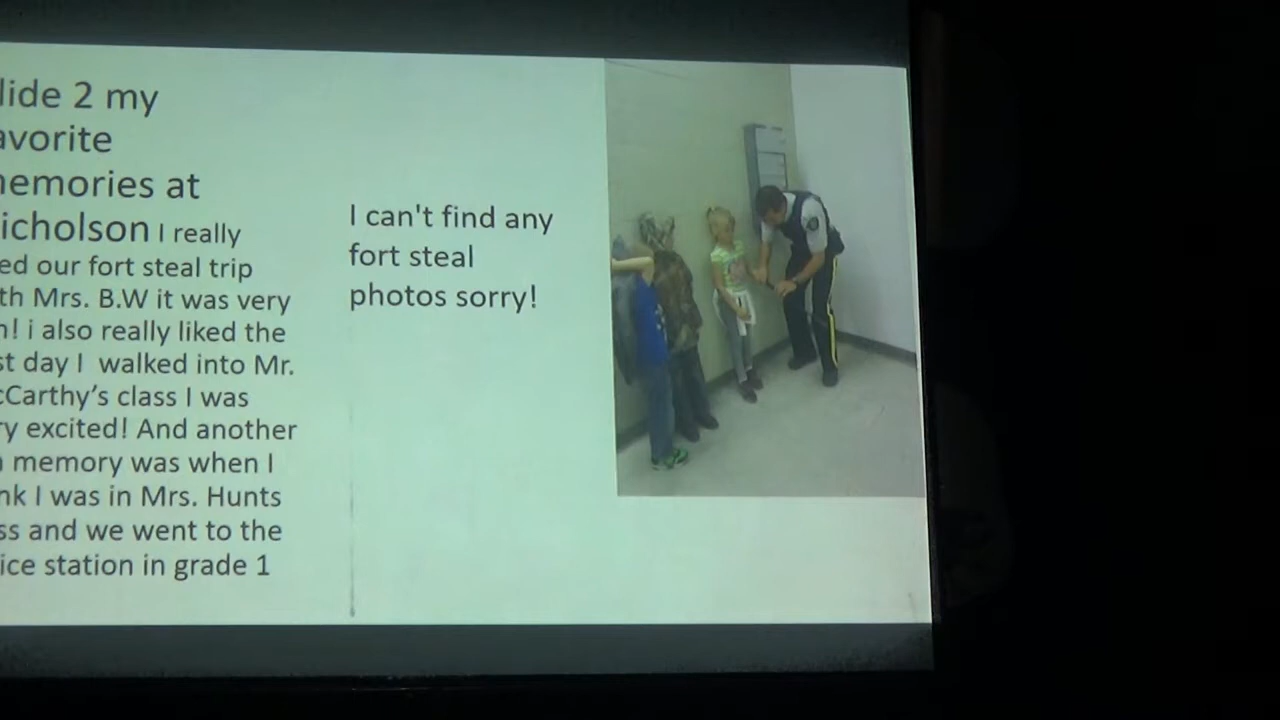 lide 2 my
avorite
emories at
icholson I really
ed our fort steal trip
th Mrs. B.W it was very
n! i also really liked the
st day I  walked into Mr.
cCarthy’s class I was
ry excited! And another
memory was when I
nk I was in Mrs. Hunts
ss and we went to the
ice station in grade 1
I can't find any
fort steal
photos sorry!